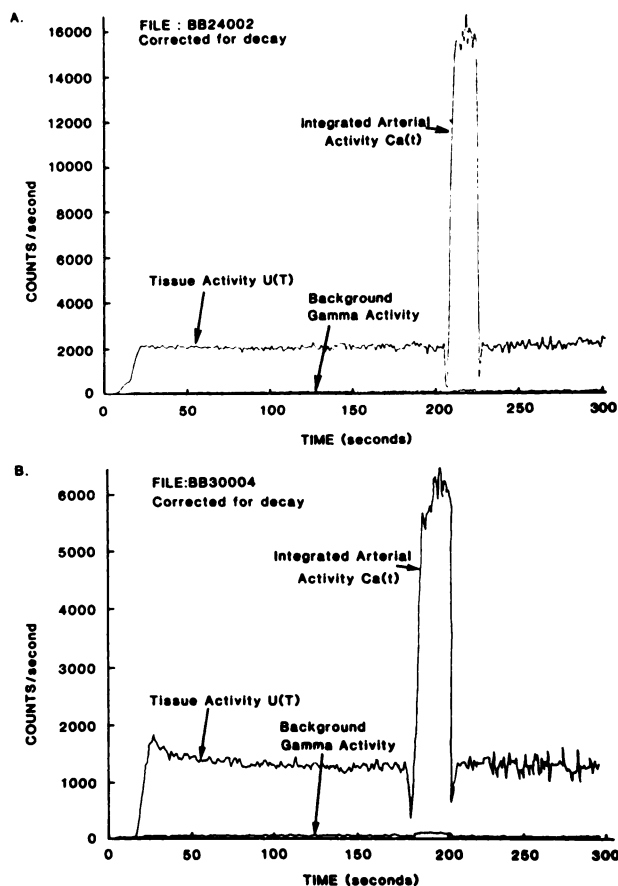 A.
FILE : BB24002
Corrected for decay
16000
14000
12000
10000
8000
6000
4000
2000
0
COUNTS/second
Integrated Arterial
Activity Ca(t)
Tissue Activity U(T)
Background
Gamma Activity
0 50 100 150 200 250 300
TIME (seconds)
B.
FILE:BB30004
Corrected for decay
6000
5000
4000
3000
2000
1000
0
COUNTS/second
Integrated Arterial
Activity Ca(t)
Tissue Activity U(T)
Background
Gamma Activity
0 50 100 150 200 250 300
TIME (seconds)